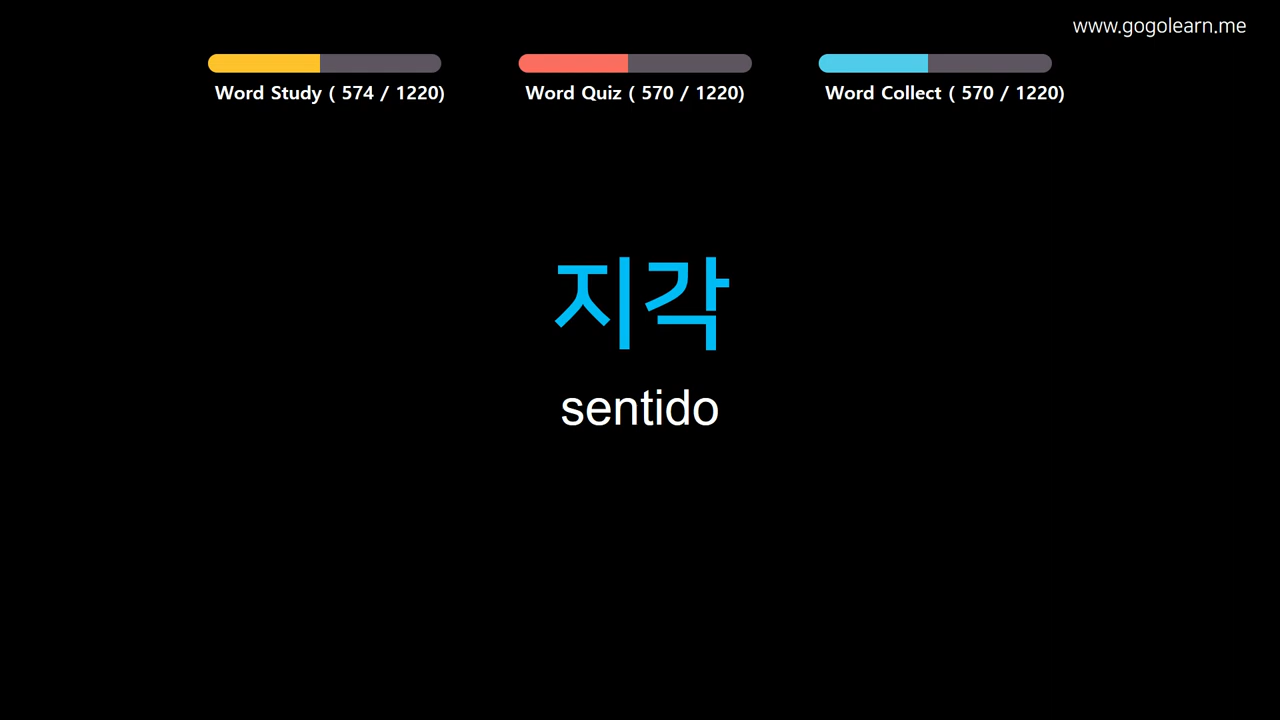 www.gogolearn.me
Word Study ( 574 / 1220)
Word Quiz ( 570 / 1220)
Word Collect ( 570 / 1220)
지각
sentido